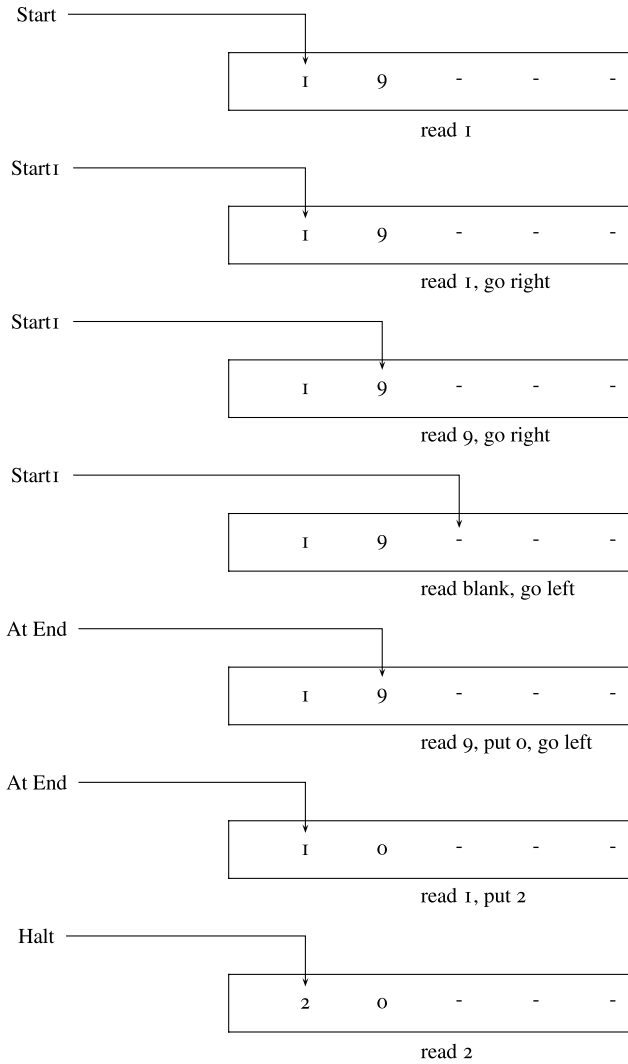 Start
1 9 - - -
read 1
Start1
1 9 - - -
read 1, go right
Start1
1 9 - - -
read 9, go right
Start1
1 9 - - -
read blank, go left
At End
1 9 - - -
read 9, put 0, go left
At End
1 0 - - -
read 1, put 2
Halt
2 0 - - -
read 2